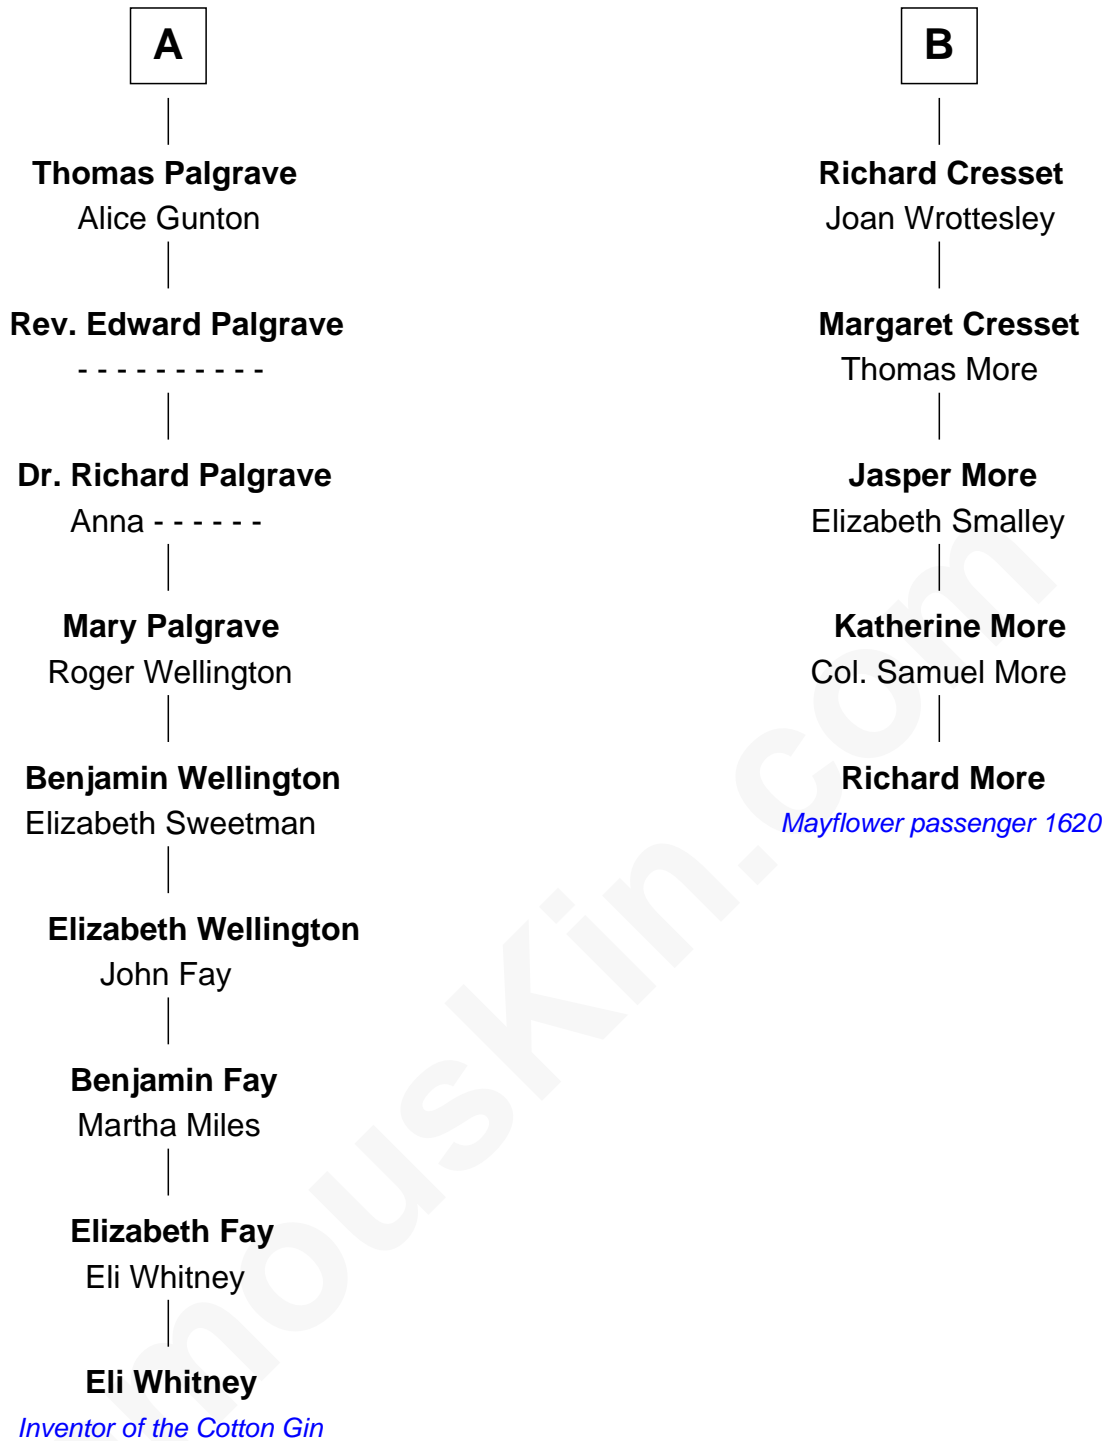 A
Thomas Palgrave
Alice Gunton
Rev. Edward Palgrave
- - - - - - - - - -
Dr. Richard Palgrave
Anna - - - - - -
Mary Palgrave
Roger Wellington
Benjamin Wellington
Elizabeth Sweetman
Elizabeth Wellington
John Fay
Benjamin Fay
Martha Miles
Elizabeth Fay
Eli Whitney
Eli Whitney
Inventor of the Cotton Gin
B
Richard Cresset
Joan Wrottesley
Margaret Cresset
Thomas More
Jasper More
Elizabeth Smalley
Katherine More
Col. Samuel More
Richard More
Mayflower passenger 1620
mouskin.com